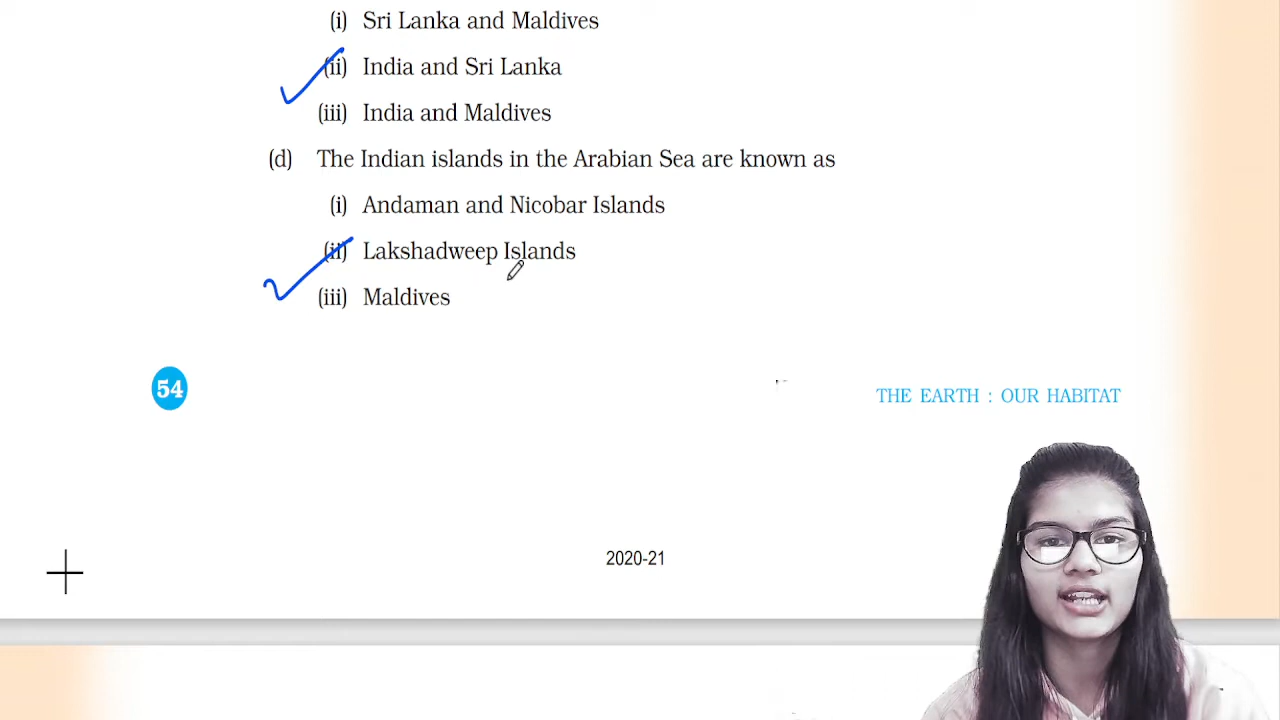 (i) Sri Lanka and Maldives
(ii) India and Sri Lanka
(iii) India and Maldives
(d) The Indian islands in the Arabian Sea are known as
(i) Andaman and Nicobar Islands
(ii) Lakshadweep Islands
(iii) Maldives
54
THE EARTH : OUR HABITAT
2020-21